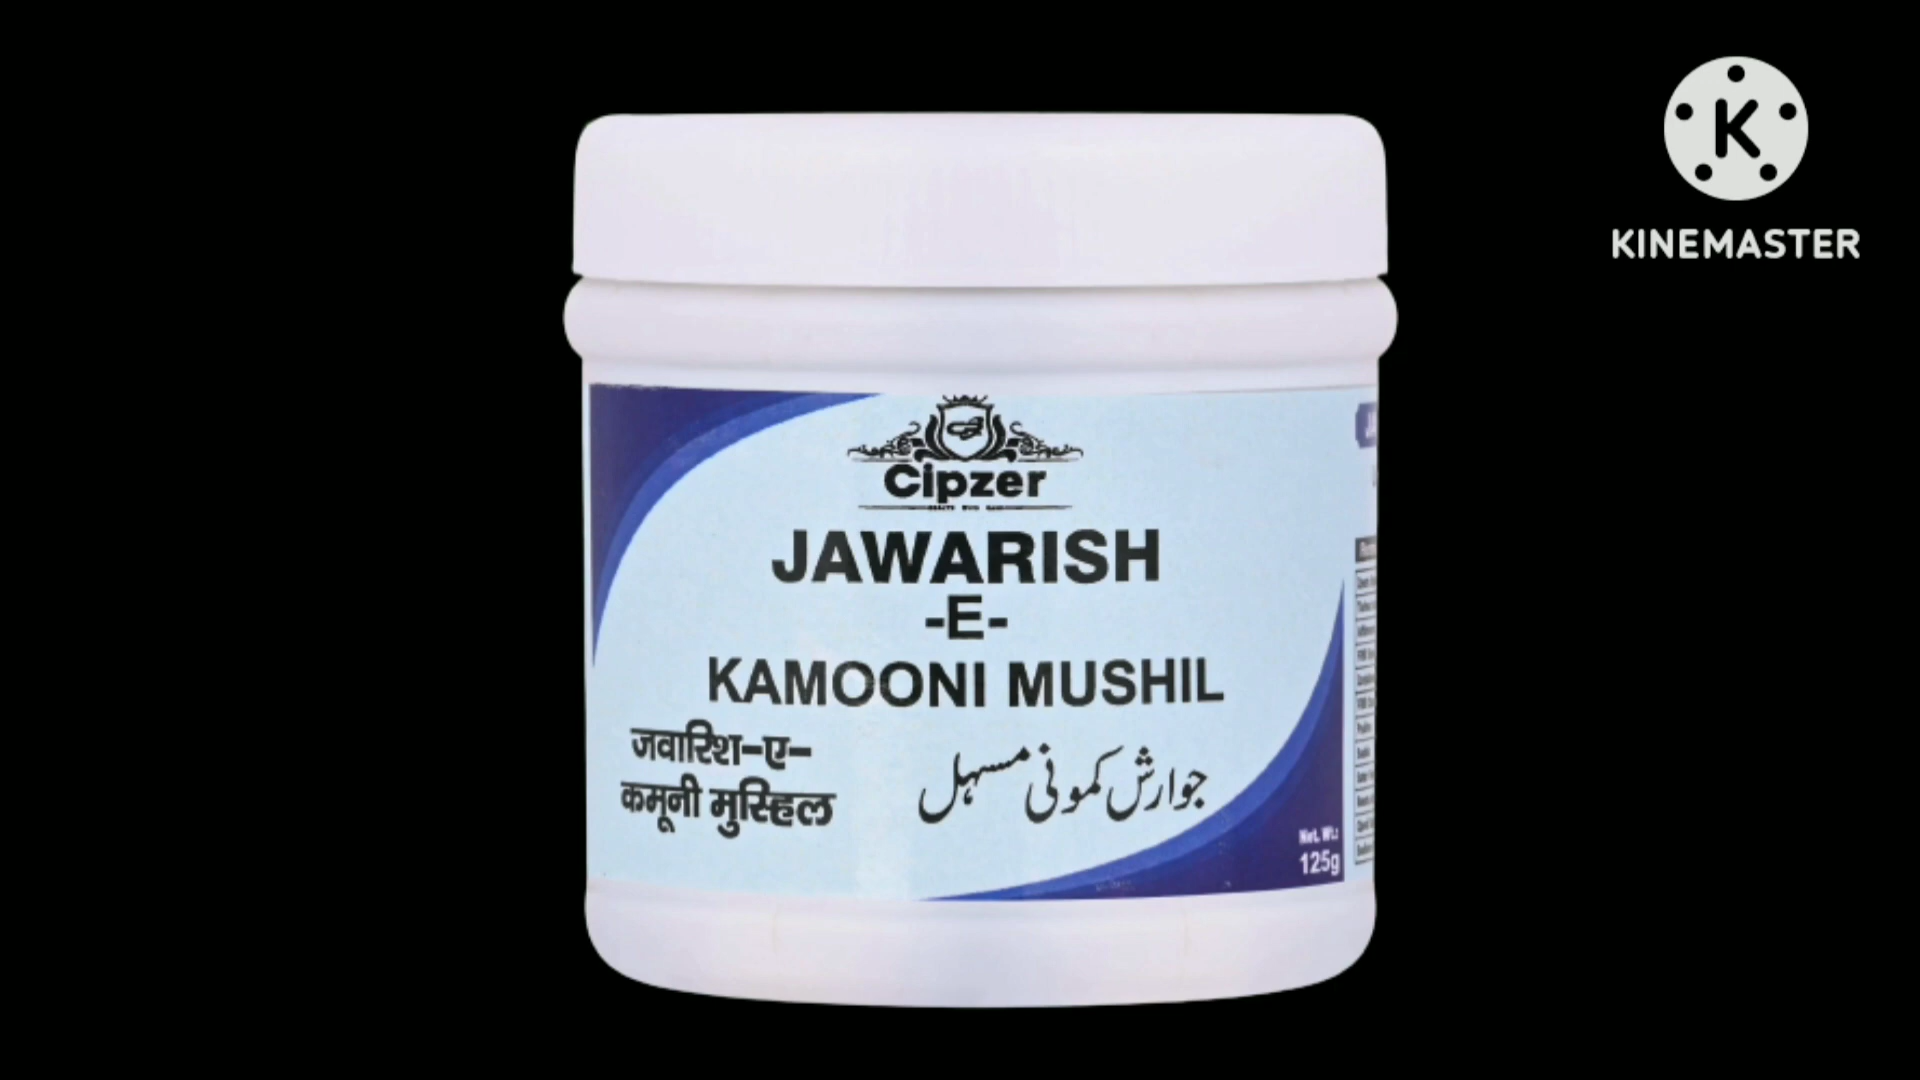 K
KINEMASTER
Cipzer
JAWARISH
-E-
KAMOONI MUSHIL
जवारिश-ए-
कमूनी मुस्हिल
جوارش کمونی مسہل
Net. Wt.:
125g